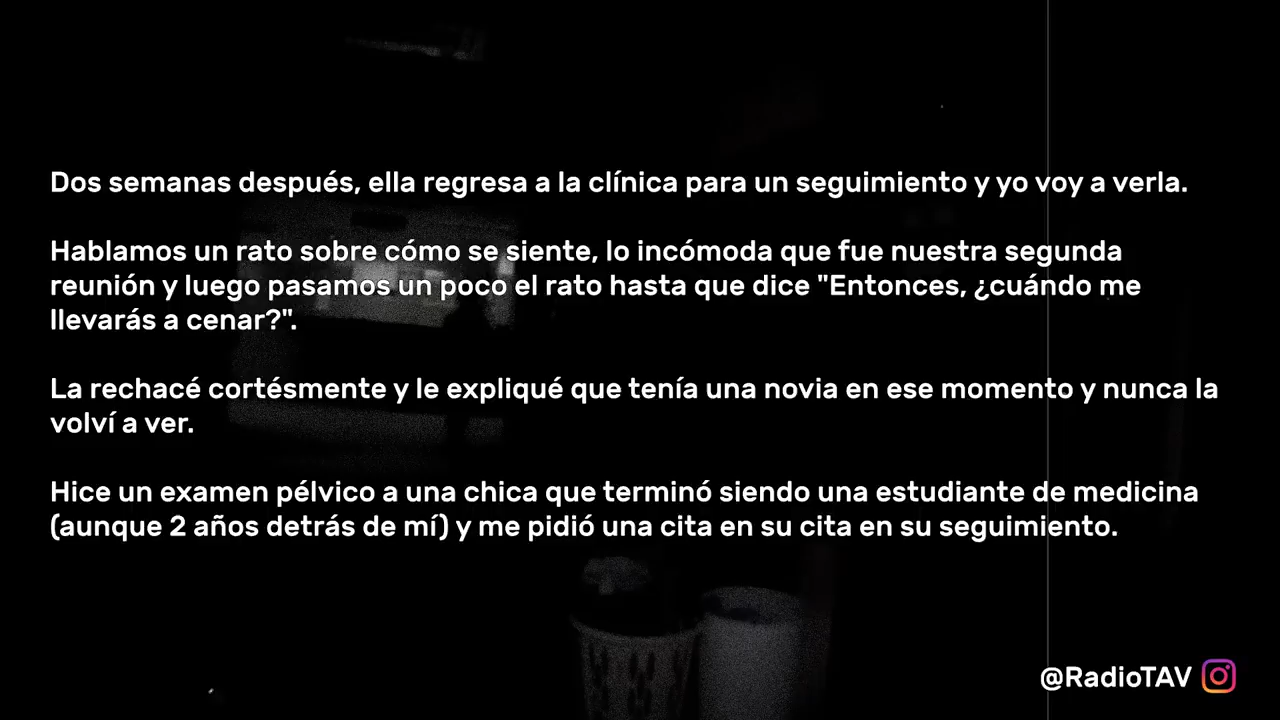 Dos semanas después, ella regresa a la clínica para un seguimiento y yo voy a verla.
Hablamos un rato sobre cómo se siente, lo incómoda que fue nuestra segunda
reunión y luego pasamos un poco el rato hasta que dice "Entonces, ¿cuándo me
llevarás a cenar?".
La rechacé cortésmente y le expliqué que tenía una novia en ese momento y nunca la
volví a ver.
Hice un examen pélvico a una chica que terminó siendo una estudiante de medicina
(aunque 2 años detrás de mí) y me pidió una cita en su cita en su seguimiento.
@RadioTAV